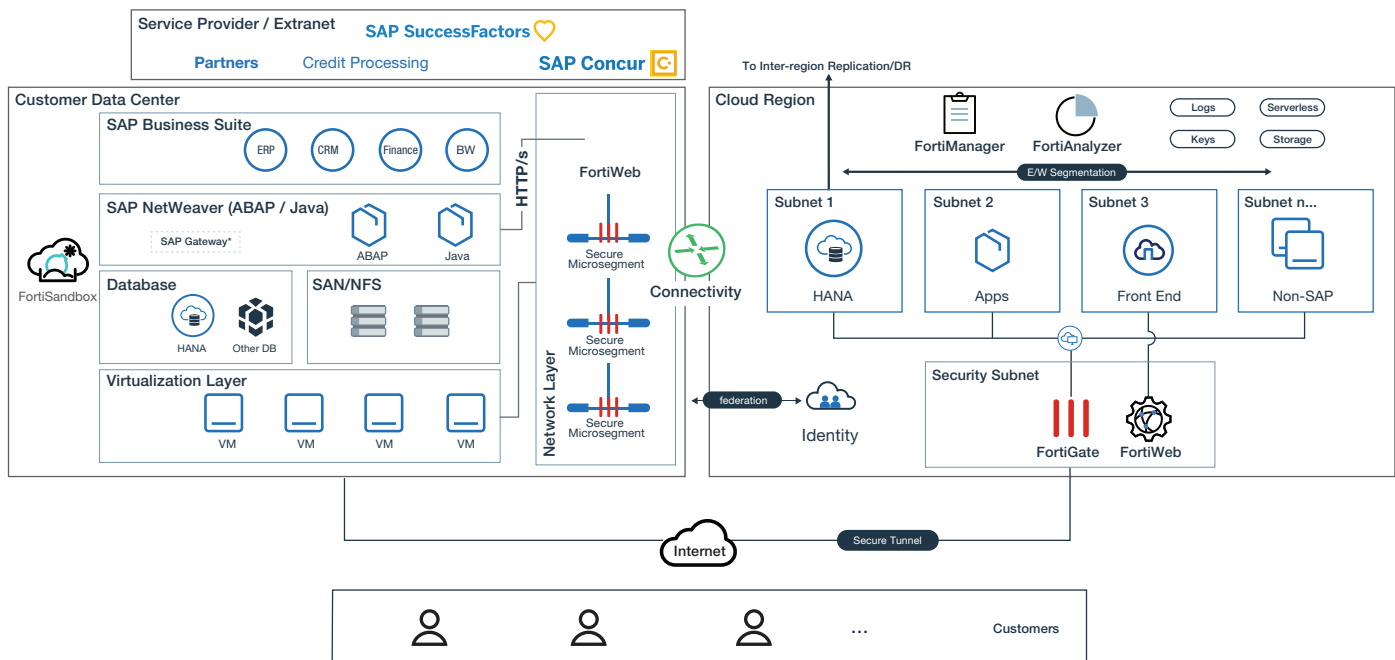 Service Provider / Extranet
SAP SuccessFactors
Partners
Credit Processing
SAP Concur
C
Customer Data Center
SAP Business Suite
ERP
CRM
Finance
BW
HTTP/s
FortiWeb
SAP NetWeaver (ABAP / Java)
SAP Gateway*
ABAP
Java
FortiSandbox
Secure
Microsegment
Database
HANA
Other DB
SAN/NFS
Secure
Microsegment
Virtualization Layer
VM
VM
VM
VM
Network Layer
Secure
Microsegment
Connectivity
federation
Identity
To Inter-region Replication/DR
Cloud Region
FortiManager
FortiAnalyzer
Logs
Serverless
Keys
Storage
E/W Segmentation
Subnet 1
HANA
Subnet 2
Apps
Subnet 3
Front End
Subnet n...
Non-SAP
Security Subnet
FortiGate
FortiWeb
Internet
Secure Tunnel
...
Customers